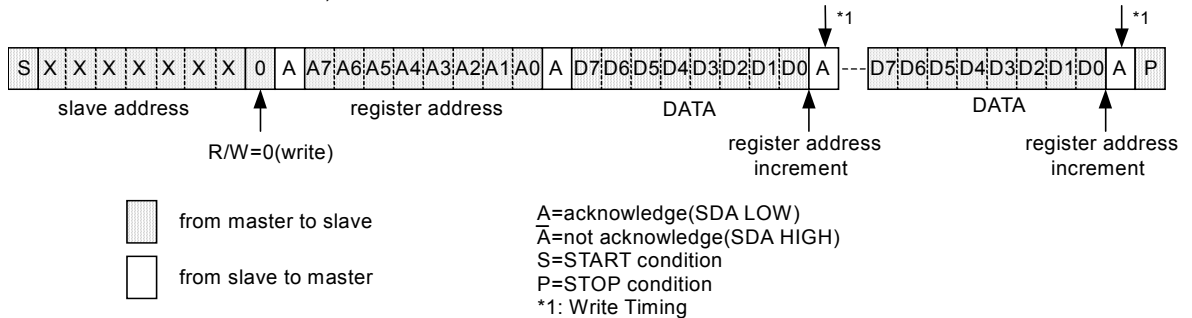 *1 *1
S X X X X X X X 0 A A7 A6 A5 A4 A3 A2 A1 A0 A D7 D6 D5 D4 D3 D2 D1 D0 A D7 D6 D5 D4 D3 D2 D1 D0 A P
slave address register address DATA DATA
R/W=0(write)
register address
increment
register address
increment
from master to slave
from slave to master
A=acknowledge(SDA LOW)
A̅=not acknowledge(SDA HIGH)
S=START condition
P=STOP condition
*1: Write Timing